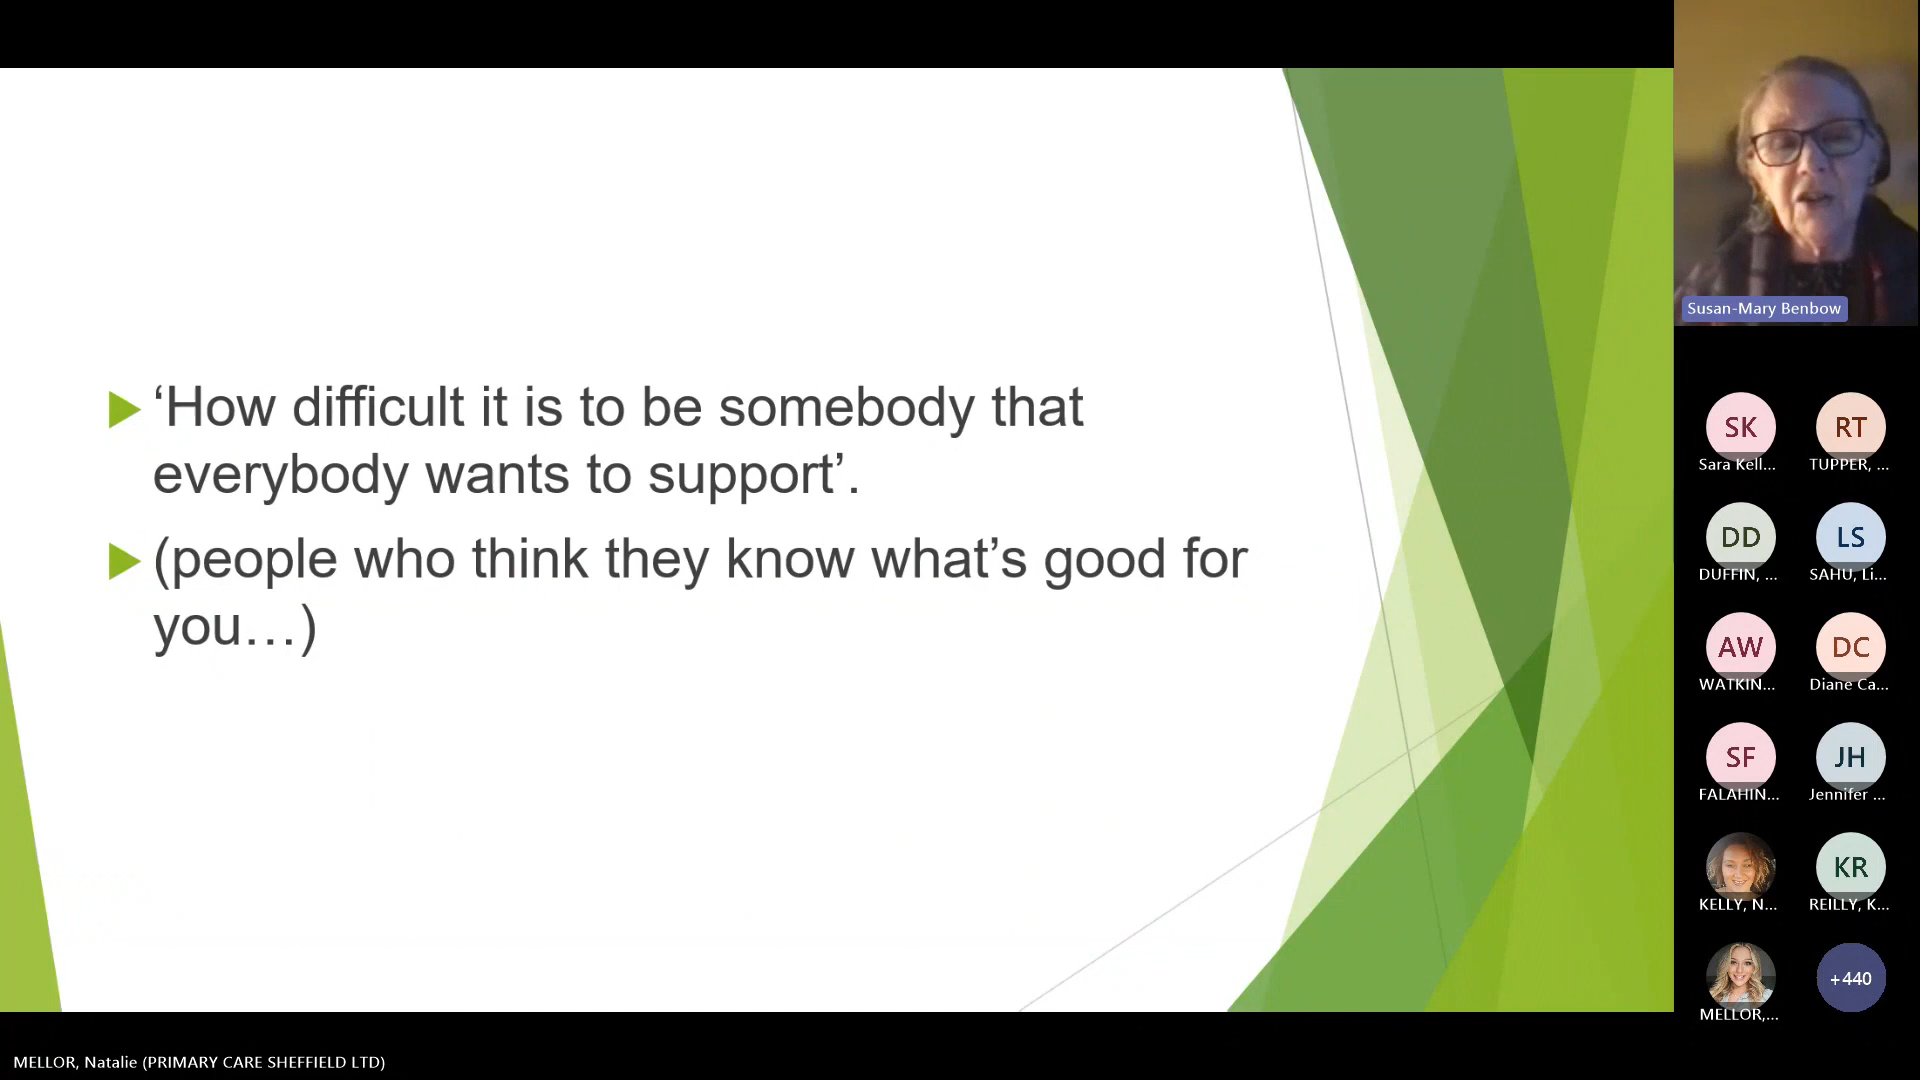 ‘How difficult it is to be somebody that
everybody wants to support’.
(people who think they know what’s good for
you…)
Susan-Mary Benbow
SK
RT
Sara Kell...
TUPPER, ...
DD
LS
DUFFIN, ...
SAHU, Li...
AW
DC
WATKIN...
Diane Ca...
SF
JH
FALAHIN...
Jennifer ...
KR
KELLY, N...
REILLY, K...
+440
MELLOR,...
MELLOR, Natalie (PRIMARY CARE SHEFFIELD LTD)